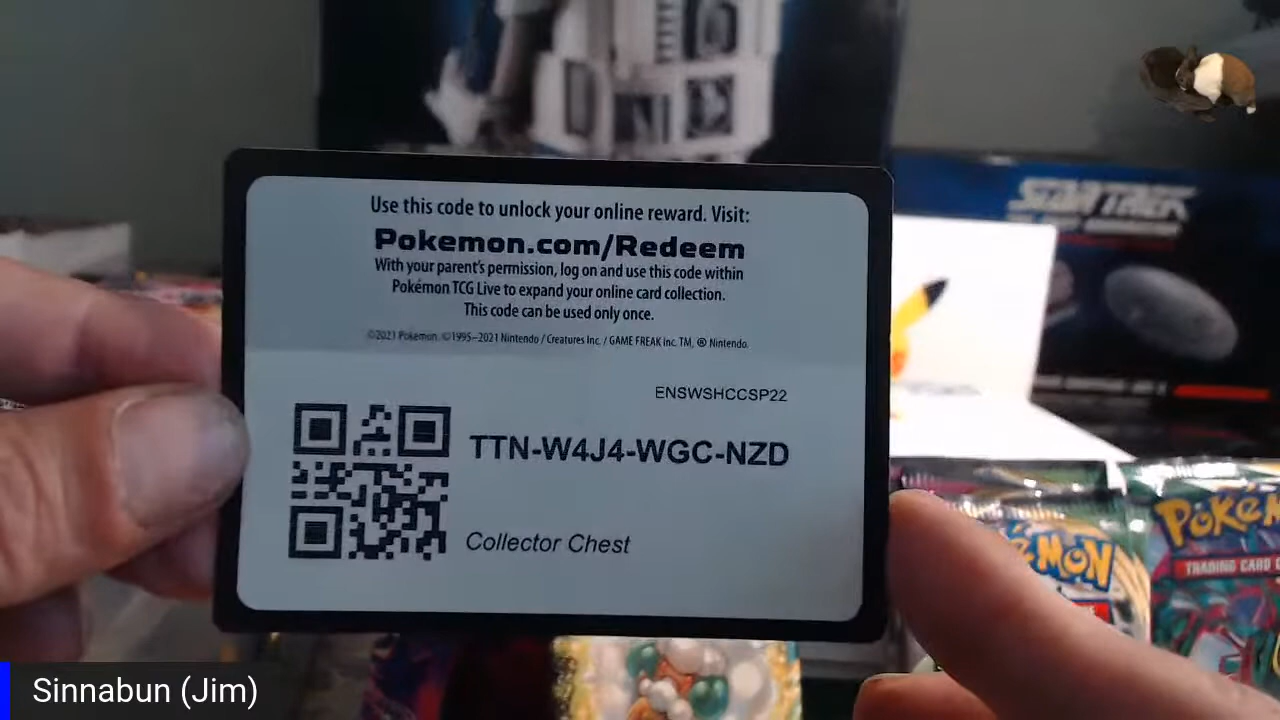 Use this code to unlock your online reward. Visit:
Pokemon.com/Redeem
With your parent's permission, log on and use this code within
Pokémon TCG Live to expand your online card collection.
This code can be used only once.
©2021 Pokémon. ©1995–2021 Nintendo / Creatures Inc. / GAME FREAK inc. TM, ® Nintendo.
ENSWSHCCSP22
TTN-W4J4-WGC-NZD
Collector Chest
STAR TREK
POKéM
TRADING CARD
Sinnabun (Jim)